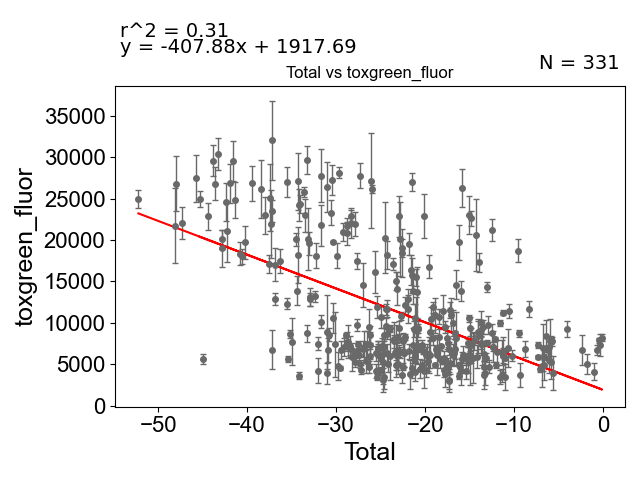 r^2 = 0.31
y = -407.88x + 1917.69
N = 331
Total vs toxgreen_fluor
35000
30000
25000
20000
15000
10000
5000
0
toxgreen_fluor
−50
−40
−30
−20
−10
0
Total